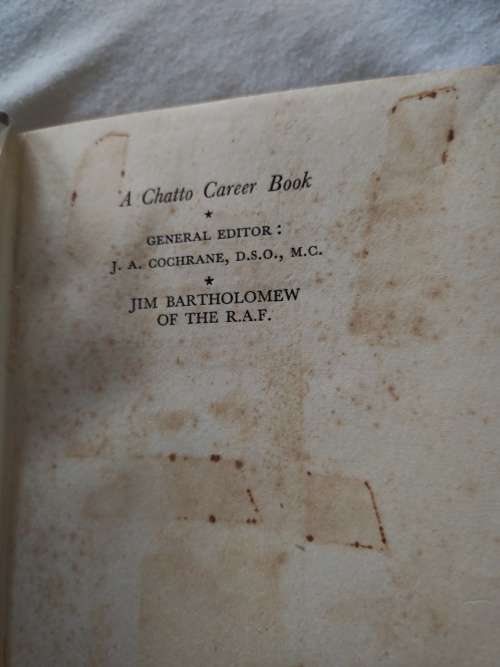 A Chatto Career Book
*
GENERAL EDITOR :
J. A. COCHRANE, D.S.O., M.C.
*
JIM BARTHOLOMEW
OF THE R.A.F.